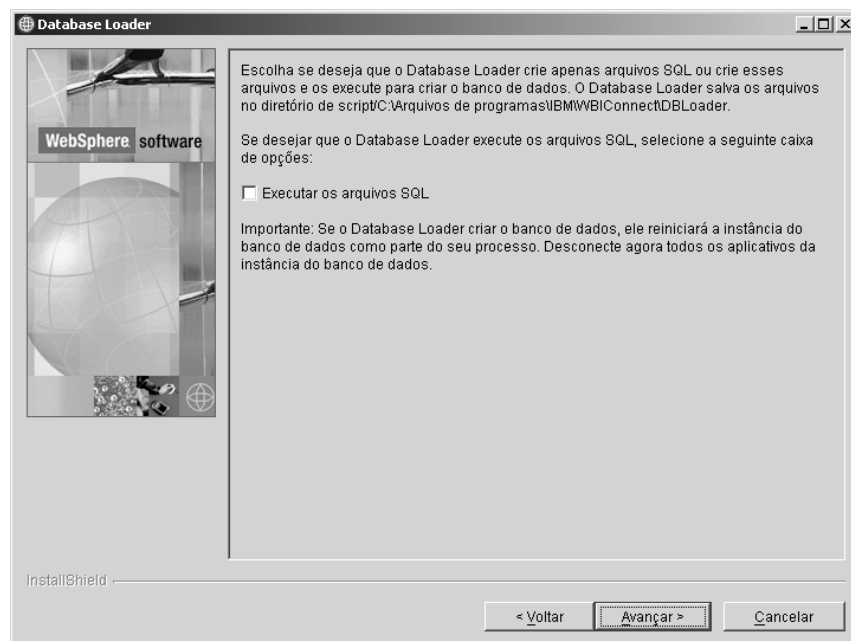 Database Loader
WebSphere software
Escolha se deseja que o Database Loader crie apenas arquivos SQL ou crie esses
arquivos e os execute para criar o banco de dados. O Database Loader salva os arquivos
no diretório de script/C:\Arquivos de programas\IBM\WBIConnect\DBLoader.
Se desejar que o Database Loader execute os arquivos SQL, selecione a seguinte caixa
de opções:
Executar os arquivos SQL
Importante: Se o Database Loader criar o banco de dados, ele reiniciará a instância do
banco de dados como parte do seu processo. Desconecte agora todos os aplicativos da
instância do banco de dados.
InstallShield
< Voltar
Avançar >
Cancelar